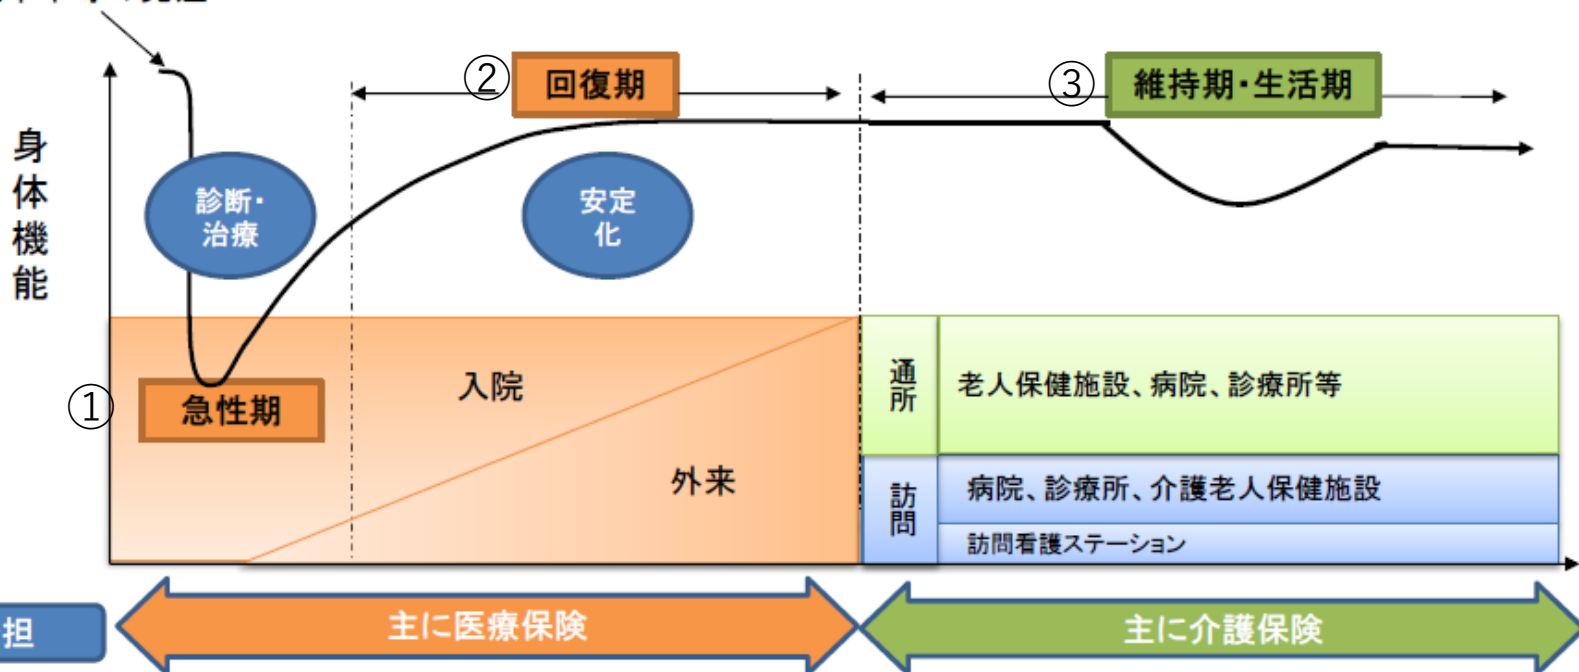 ②
回復期
③
維持期・生活期
身体機能
診断・
治療
安定
化
①
急性期
入院
外来
通所
老人保健施設、病院、診療所等
訪問
病院、診療所、介護老人保健施設
訪問看護ステーション
担
主に医療保険
主に介護保険